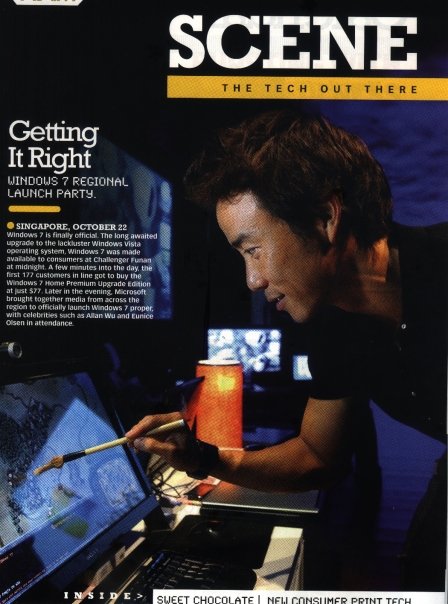 SCENE
THE TECH OUT THERE
Getting
It Right
WINDOWS 7 REGIONAL
LAUNCH PARTY.
SINGAPORE, OCTOBER 22
Windows 7 is finally official. The long awaited
upgrade to the lackluster Windows Vista
operating system, Windows 7 was made
available to consumers at Challenger Funan
at midnight. A few minutes into the day, the
first 177 customers in line got to buy the
Windows 7 Home Premium Upgrade Edition
at just $77. Later in the evening, Microsoft
brought together media from across the
region to officially launch Windows 7 proper,
with celebrities such as Allan Wu and Eunice
Olsen in attendance.
INSIDE> SWEET CHOCOLATE | NEW CONSUMER PRINT TECH